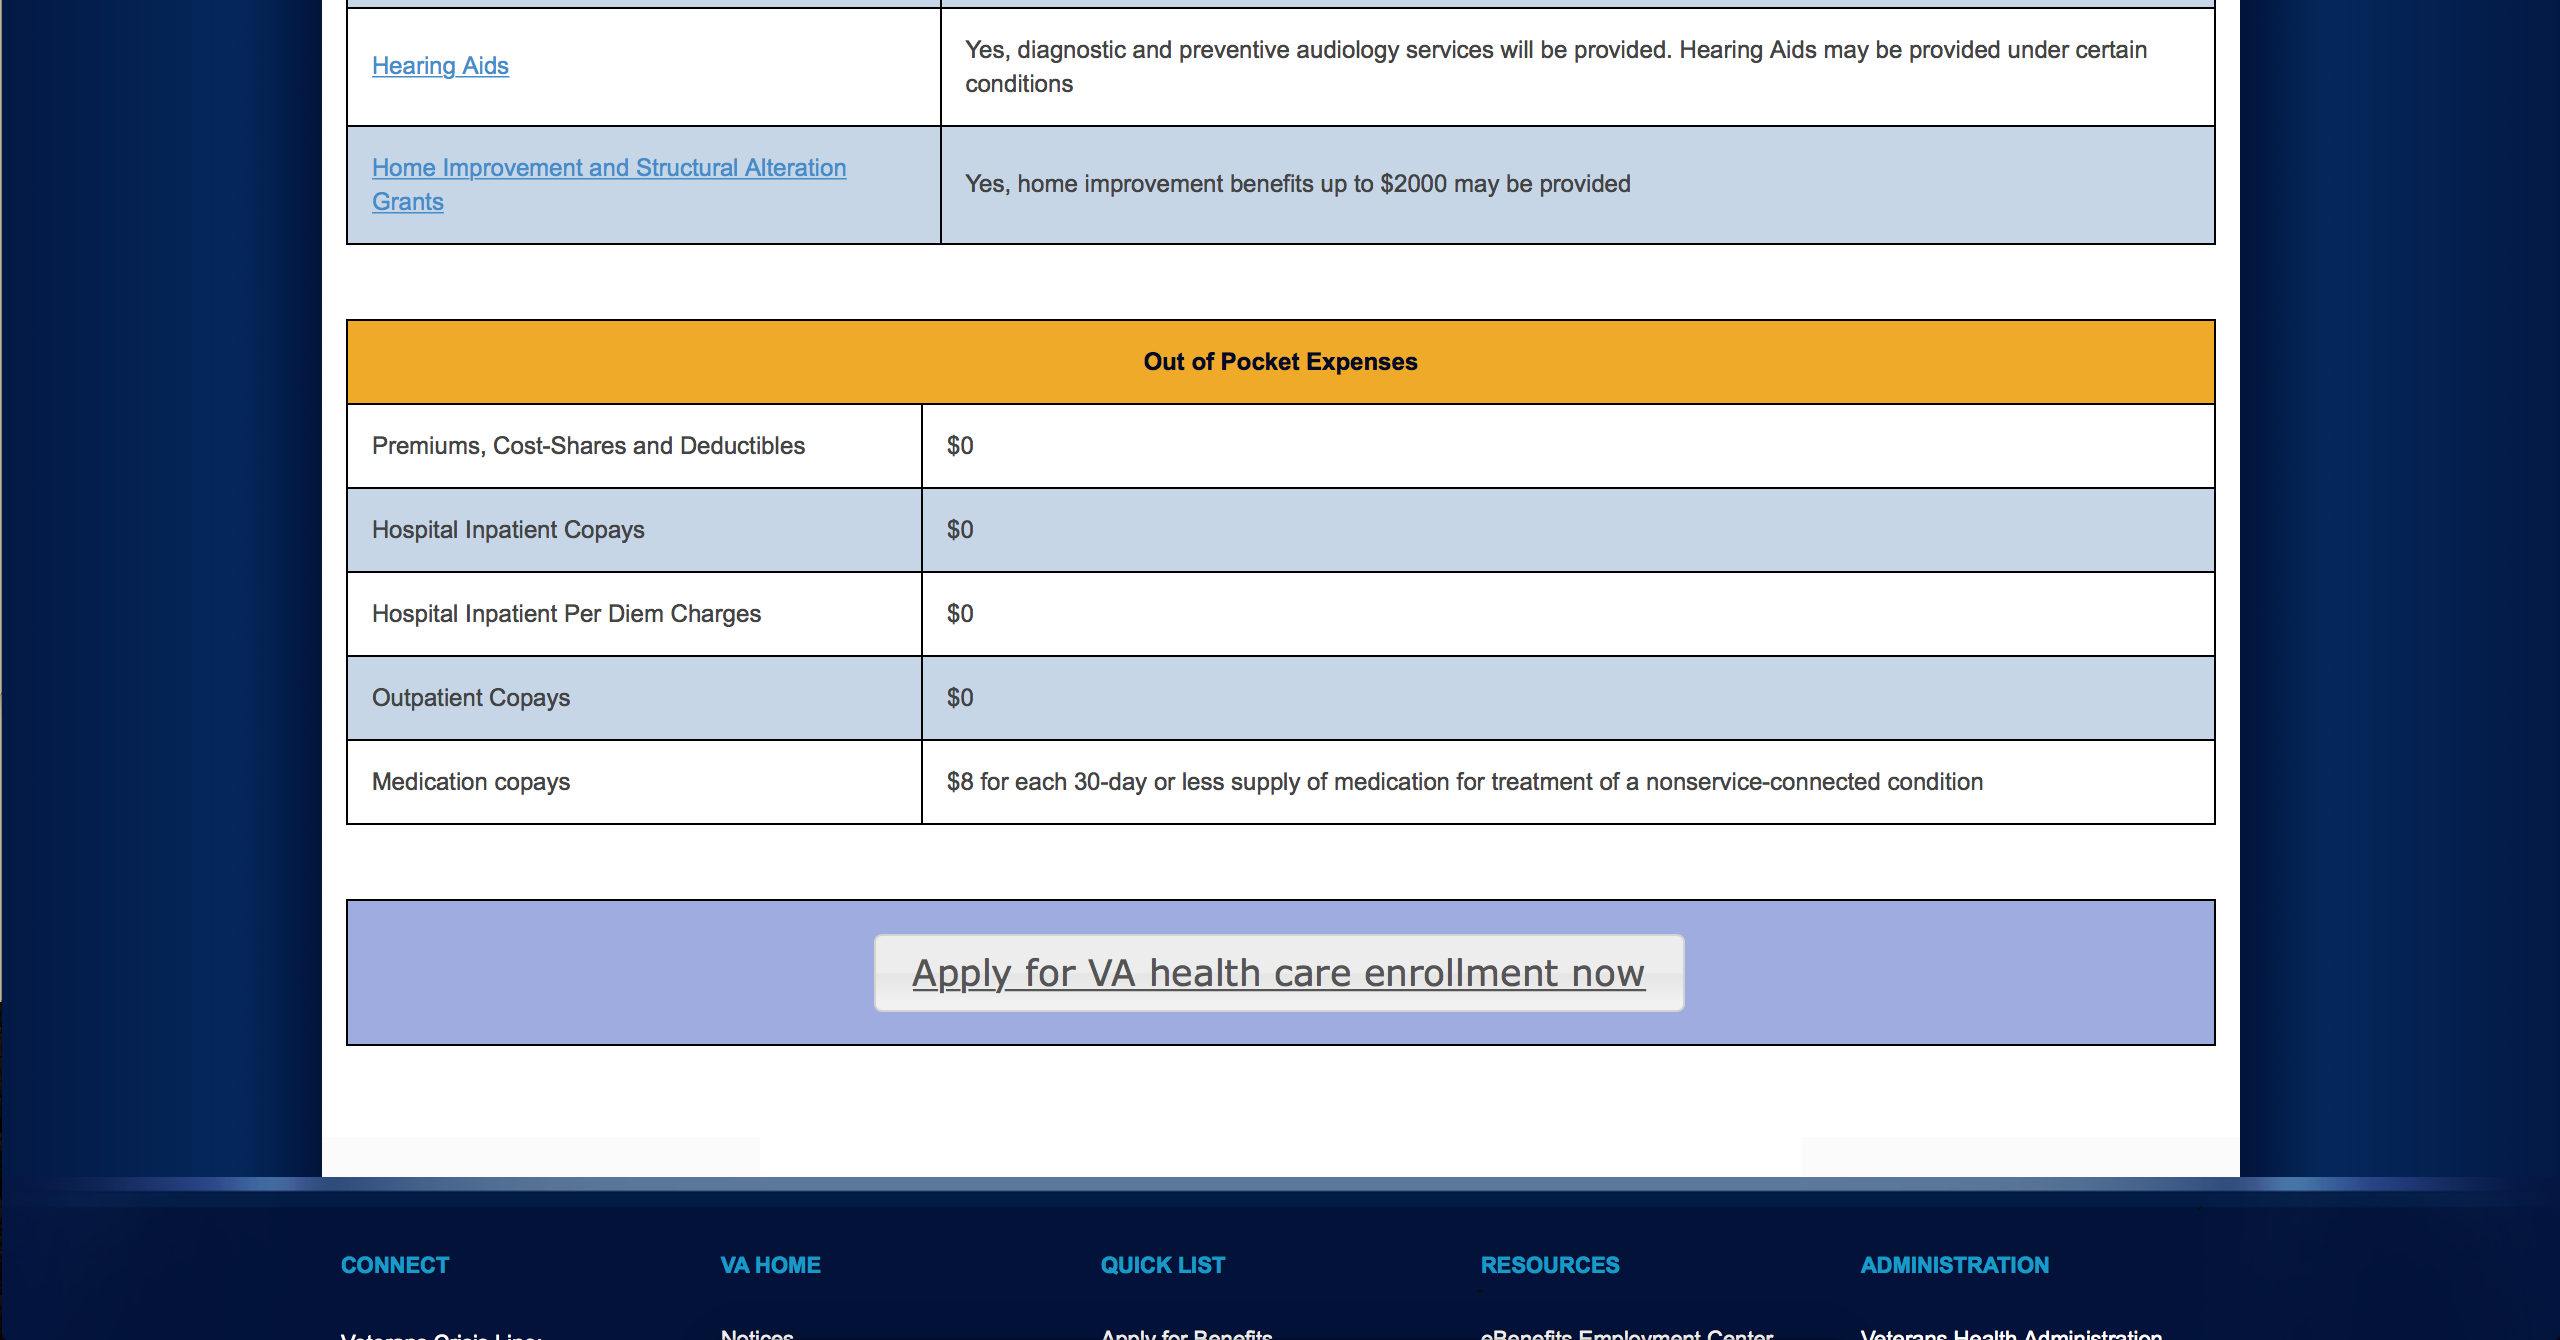 Hearing Aids
Yes, diagnostic and preventive audiology services will be provided. Hearing Aids may be provided under certain
conditions
Home Improvement and Structural Alteration
Grants
Yes, home improvement benefits up to $2000 may be provided
Out of Pocket Expenses
Premiums, Cost-Shares and Deductibles
$0
Hospital Inpatient Copays
$0
Hospital Inpatient Per Diem Charges
$0
Outpatient Copays
$0
Medication copays
$8 for each 30-day or less supply of medication for treatment of a nonservice-connected condition
Apply for VA health care enrollment now
CONNECT
VA HOME
QUICK LIST
RESOURCES
ADMINISTRATION
Veterans Crisis Line:
Notices
Apply for Benefits
eBenefits Employment Center
Veterans Health Administration